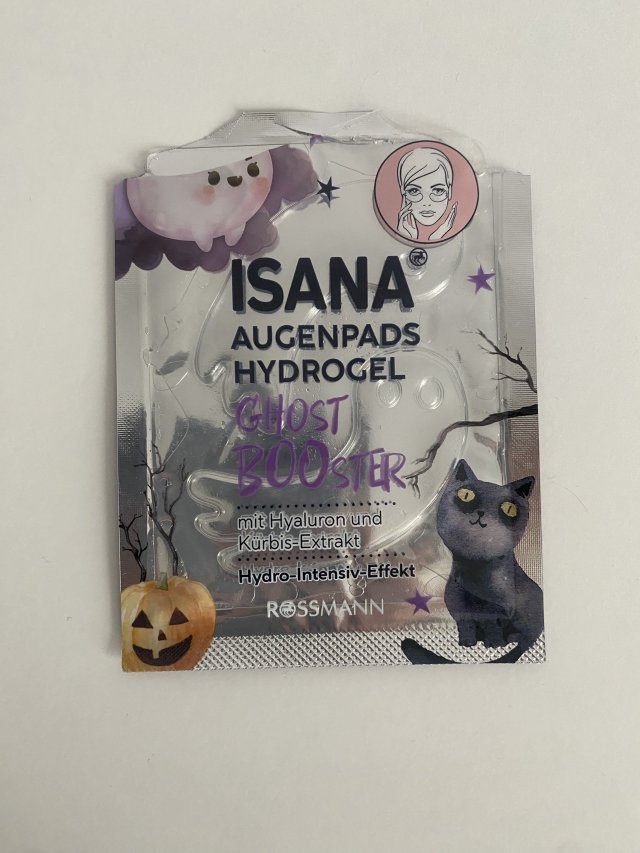 ISANA
AUGENPADS
HYDROGEL
GHOST
BOOSTER
mit Hyaluron und
Kürbis-Extrakt
Hydro-Intensiv-Effekt
ROSSMANN